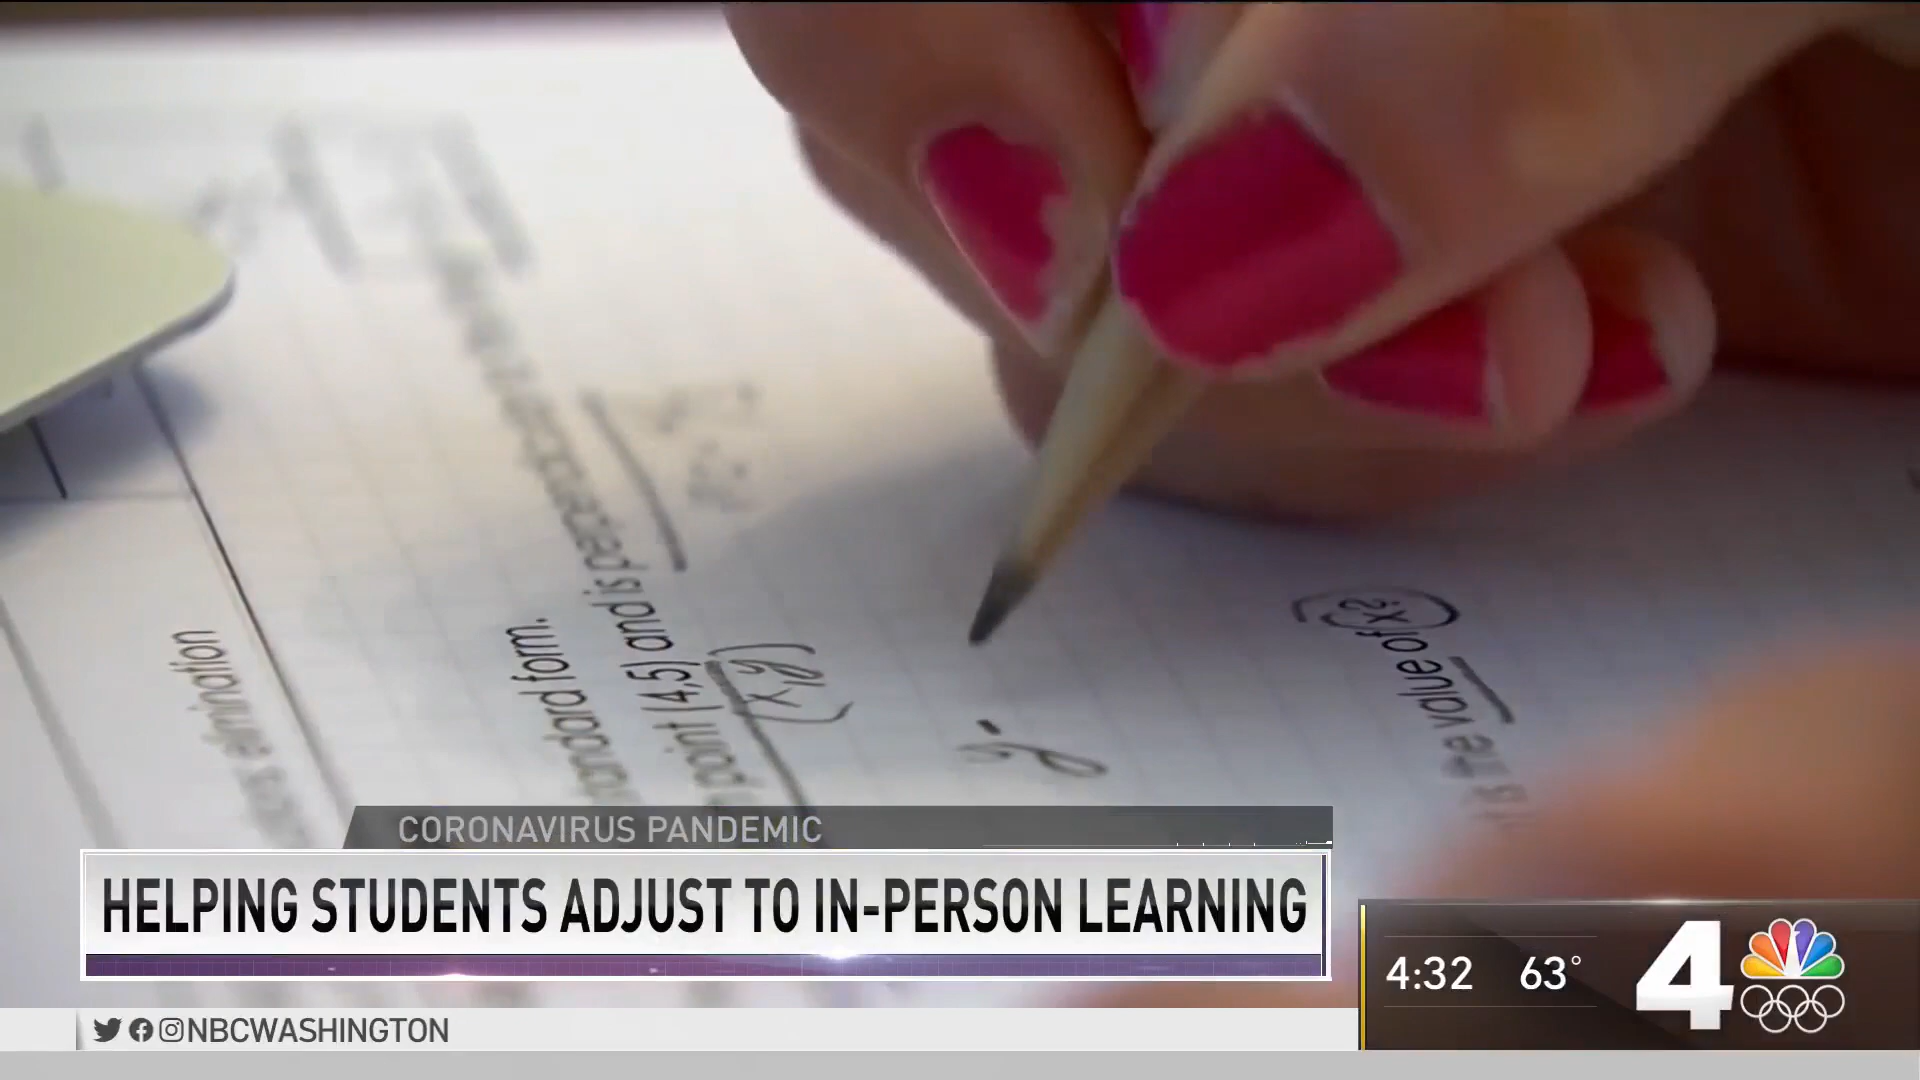 elimination
standard form.
point (4,5) and is perpendicular
value of
CORONAVIRUS PANDEMIC
HELPING STUDENTS ADJUST TO IN-PERSON LEARNING
4:32 63°
4
NBCWASHINGTON